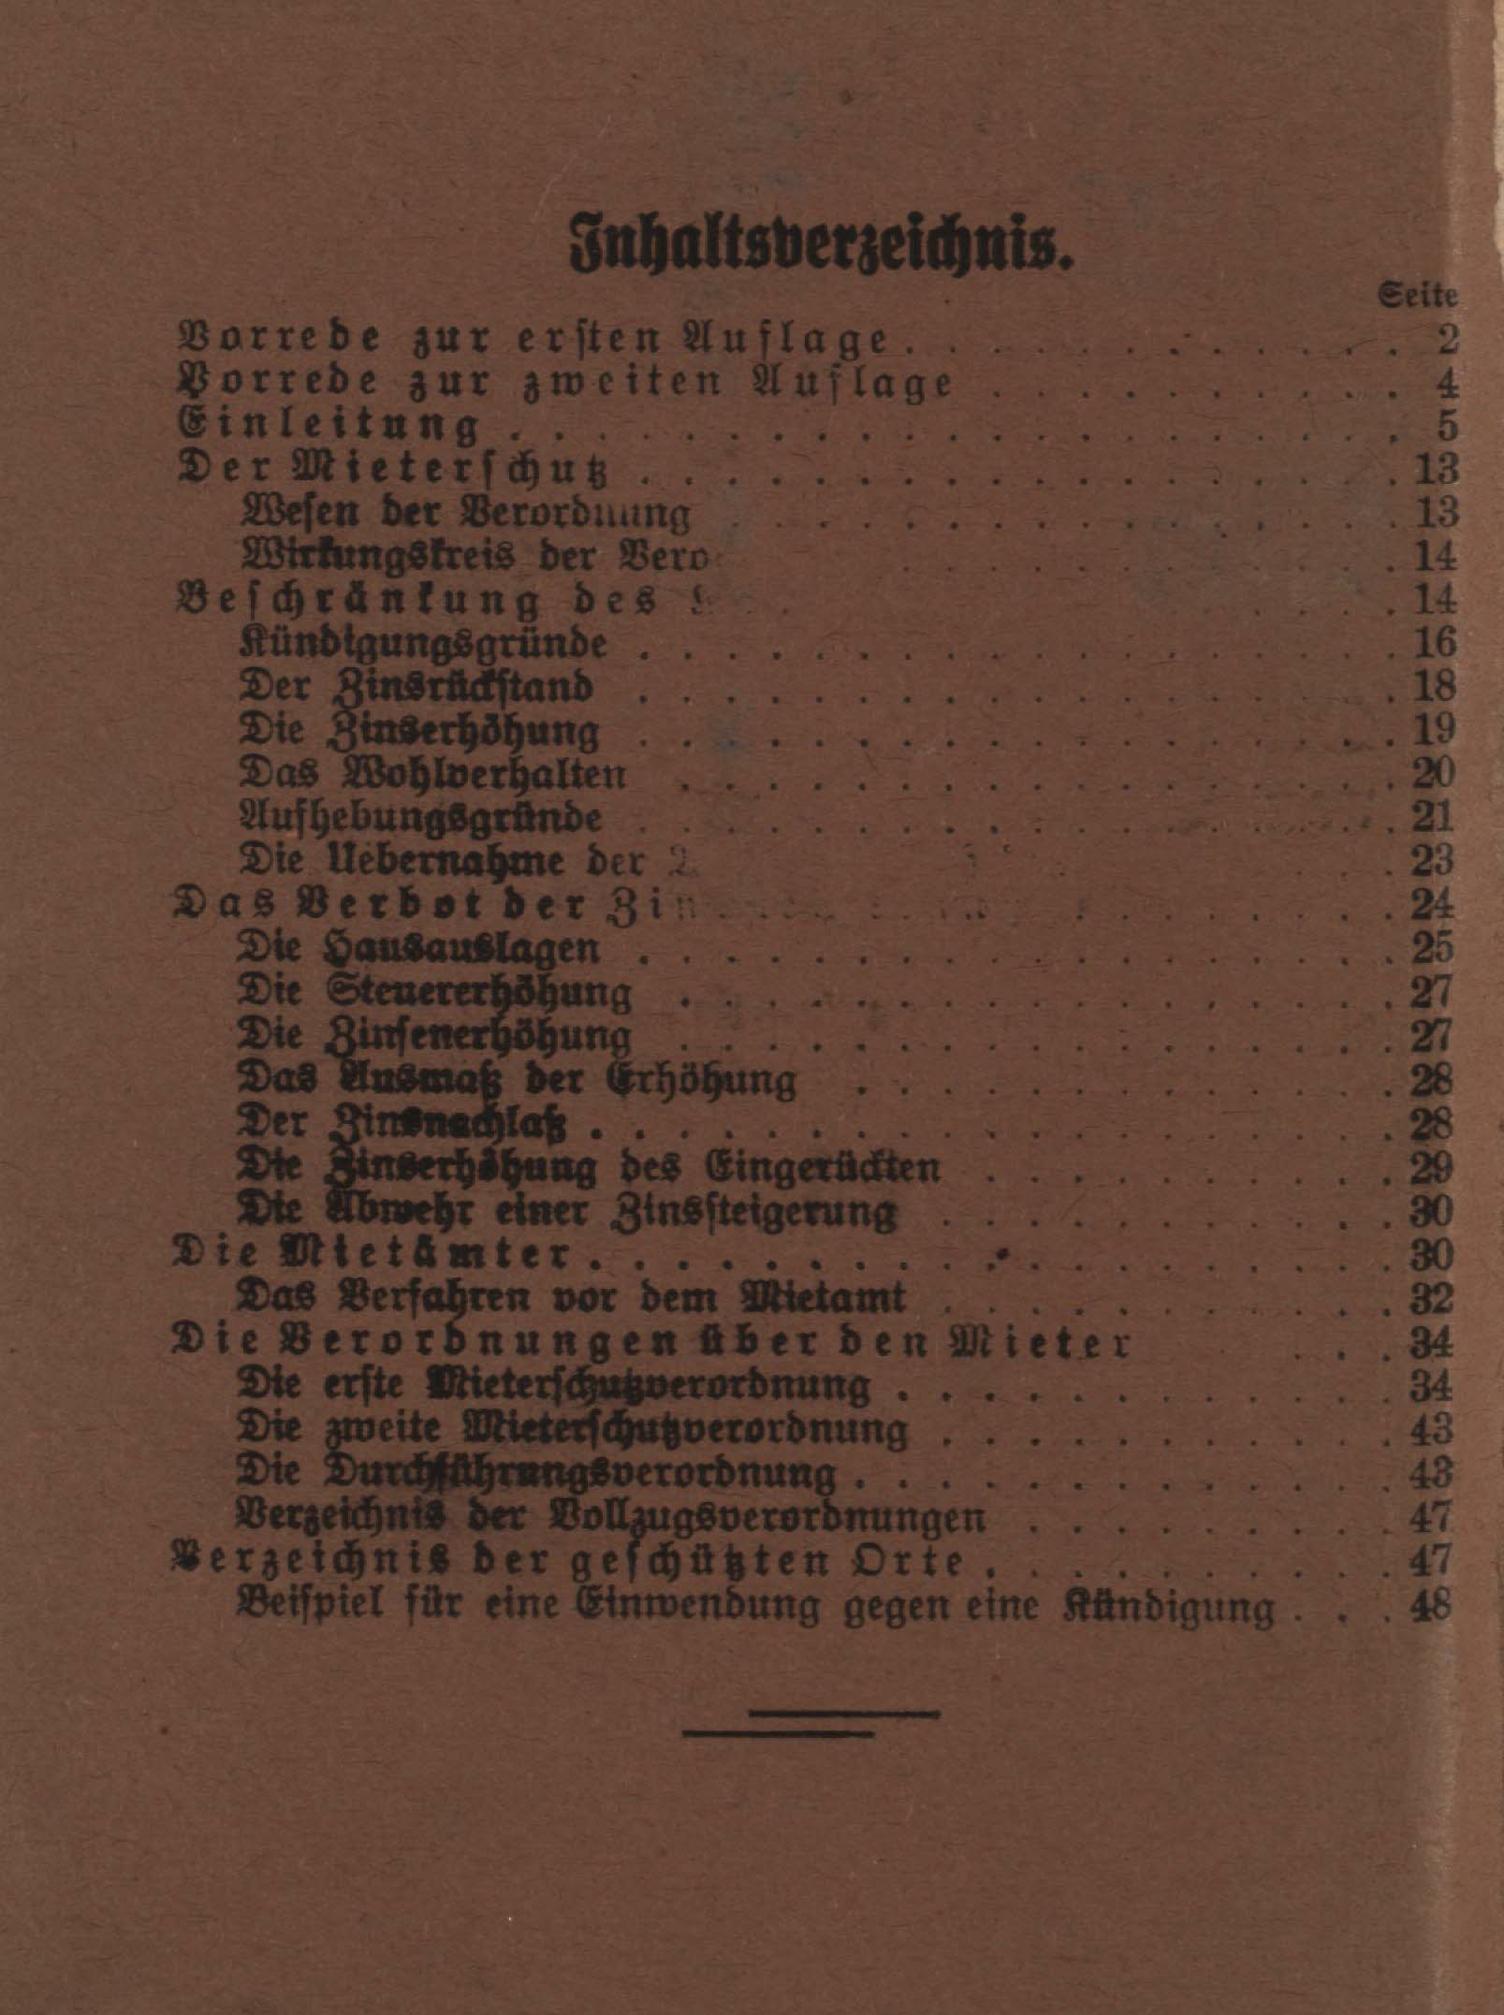 Inhaltsverzeichnis.
Seite
Vorrede zur ersten Auflage . . . . . . . . . . . . 2
Vorrede zur zweiten Auflage . . . . . . . . . . 4
Einleitung . . . . . . . . . . . . . . . . . . . . . 5
Der Mieterschutz . . . . . . . . . . . . . . . . . . 13
Wesen der Verordnung . . . . . . . . . . . . . . . . 13
Wirkungskreis der . . . . . . . . . . . . 14
Beschränkung des . . . . . . . 14
Kündigungsgründe . . . . . . . . . . . . . . . . . . 16
Der Zinsrückstand . . . . . . . . . . . . . . . . . . 18
Die Zinserhöhung . . . . . . . . . . . . . . . . . . 19
Das Wohlverhalten . . . . . . . . . . . . . . . . . 20
Aufhebungsgründe . . . . . . . . . . . . . . . . . . 21
Die Uebernahme der . . . 23
Das Verbot der . . . . . . . . 24
Die Hausauslagen . . . . . . . . . . . . . . . . . . 25
Die Steuererhöhung . . . . . . . . . . . . . . . . . 27
Die Zinsenerhöhung . . . . . . . . . . . . . . . . . 27
Das Ausmaß der Erhöhung . . . . . . . . . . . . . 28
Der Zinsnachlaß . . . . . . . . . . . . . . . . . . . 28
Die Zinserhöhung des Eingerückten . . . . . . . . . . 29
Die Abwehr einer Zinssteigerung . . . . . . . . . . . 30
Die Mietämter . . . . . . . . . . . . . . . . . . . 30
Das Verfahren vor dem Mietamt . . . . . . . . . . . 32
Die Verordnungen über den Mieter . . . 34
Die erste Mieterschutzverordnung . . . . . . . . . . . . 34
Die zweite Mieterschutzverordnung . . . . . . . . . . . 43
Die Durchführungsverordnung . . . . . . . . . . . . . 43
Verzeichnis der Vollzugsverordnungen . . . . . . . . . 47
Verzeichnis der geschützten Orte . . . . . . . . . . 47
Beispiel für eine Einwendung gegen eine Kündigung . . . 48